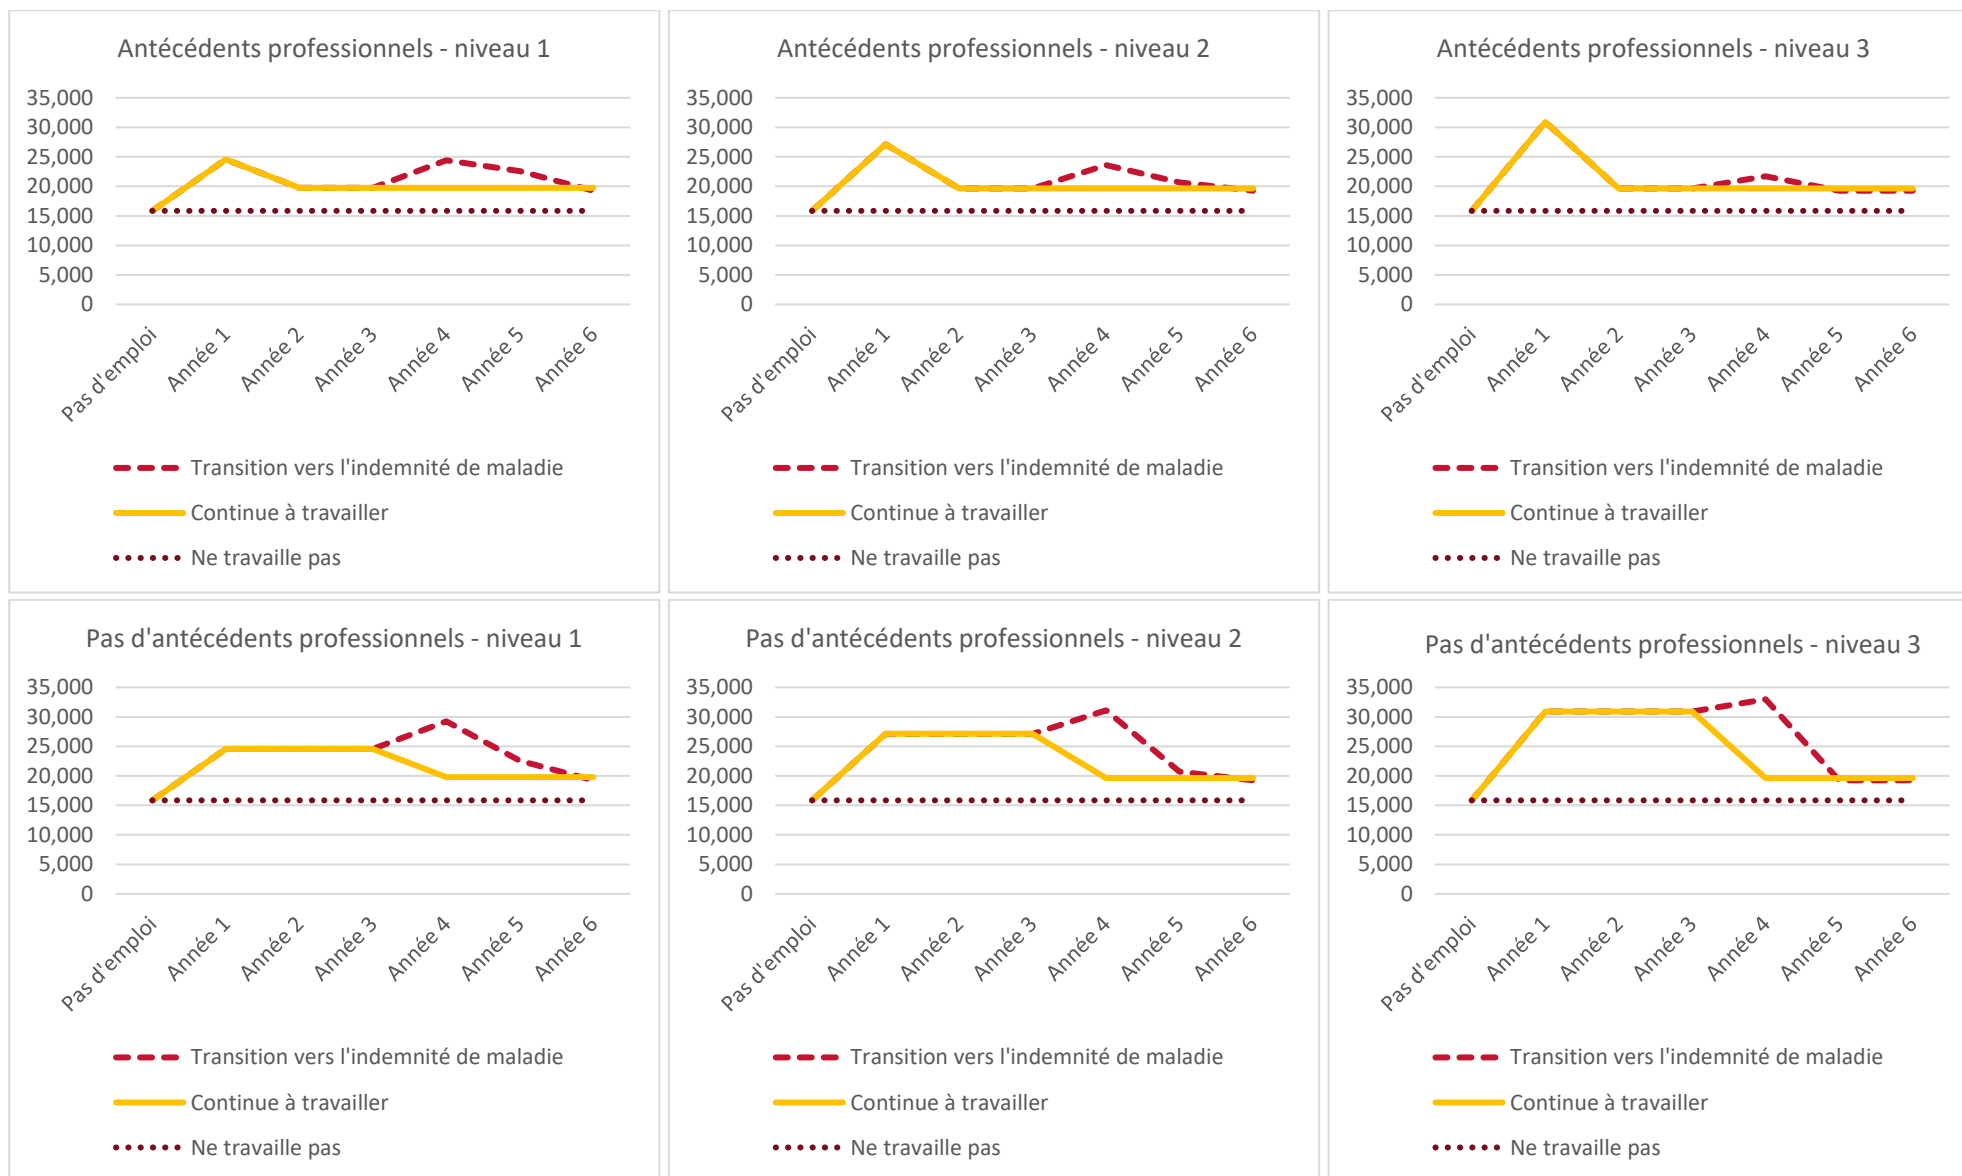 Antécédents professionnels - niveau 1
35,000
30,000
25,000
20,000
15,000
10,000
5,000
0
Pas d'emploi
Année 1
Année 2
Année 3
Année 4
Année 5
Année 6
Transition vers l'indemnité de maladie
Continue à travailler
Ne travaille pas
Antécédents professionnels - niveau 2
35,000
30,000
25,000
20,000
15,000
10,000
5,000
0
Pas d'emploi
Année 1
Année 2
Année 3
Année 4
Année 5
Année 6
Transition vers l'indemnité de maladie
Continue à travailler
Ne travaille pas
Antécédents professionnels - niveau 3
35,000
30,000
25,000
20,000
15,000
10,000
5,000
0
Pas d'emploi
Année 1
Année 2
Année 3
Année 4
Année 5
Année 6
Transition vers l'indemnité de maladie
Continue à travailler
Ne travaille pas
Pas d'antécédents professionnels - niveau 1
35,000
30,000
25,000
20,000
15,000
10,000
5,000
0
Pas d'emploi
Année 1
Année 2
Année 3
Année 4
Année 5
Année 6
Transition vers l'indemnité de maladie
Continue à travailler
Ne travaille pas
Pas d'antécédents professionnels - niveau 2
35,000
30,000
25,000
20,000
15,000
10,000
5,000
0
Pas d'emploi
Année 1
Année 2
Année 3
Année 4
Année 5
Année 6
Transition vers l'indemnité de maladie
Continue à travailler
Ne travaille pas
Pas d'antécédents professionnels - niveau 3
35,000
30,000
25,000
20,000
15,000
10,000
5,000
0
Pas d'emploi
Année 1
Année 2
Année 3
Année 4
Année 5
Année 6
Transition vers l'indemnité de maladie
Continue à travailler
Ne travaille pas